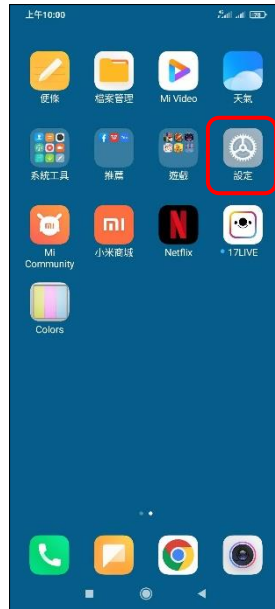 上午10:00
便條
檔案管理
Mi Video
天氣
系統工具
推薦
遊戲
設定
Mi
Community
小米商城
Netflix
17LIVE
Colors